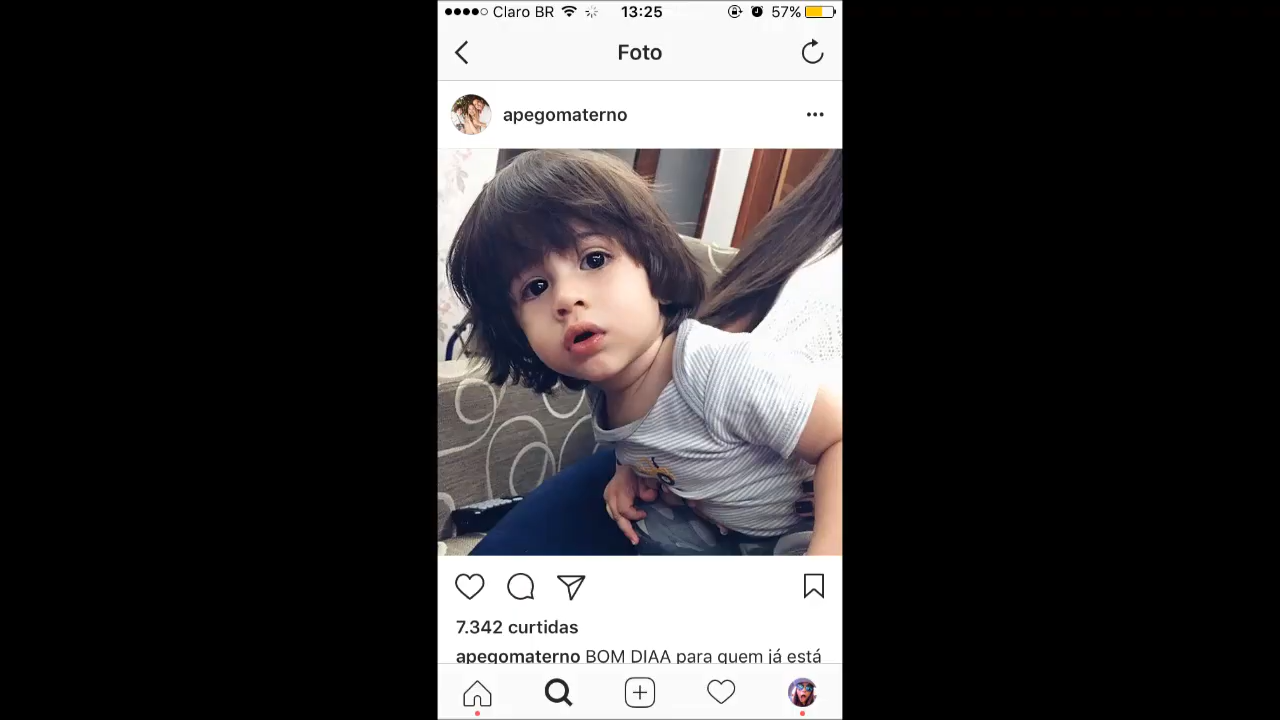 Claro BR 13:25 57%
Foto
apegomaterno
7.342 curtidas
apegomaterno BOM DIAA para quem já está